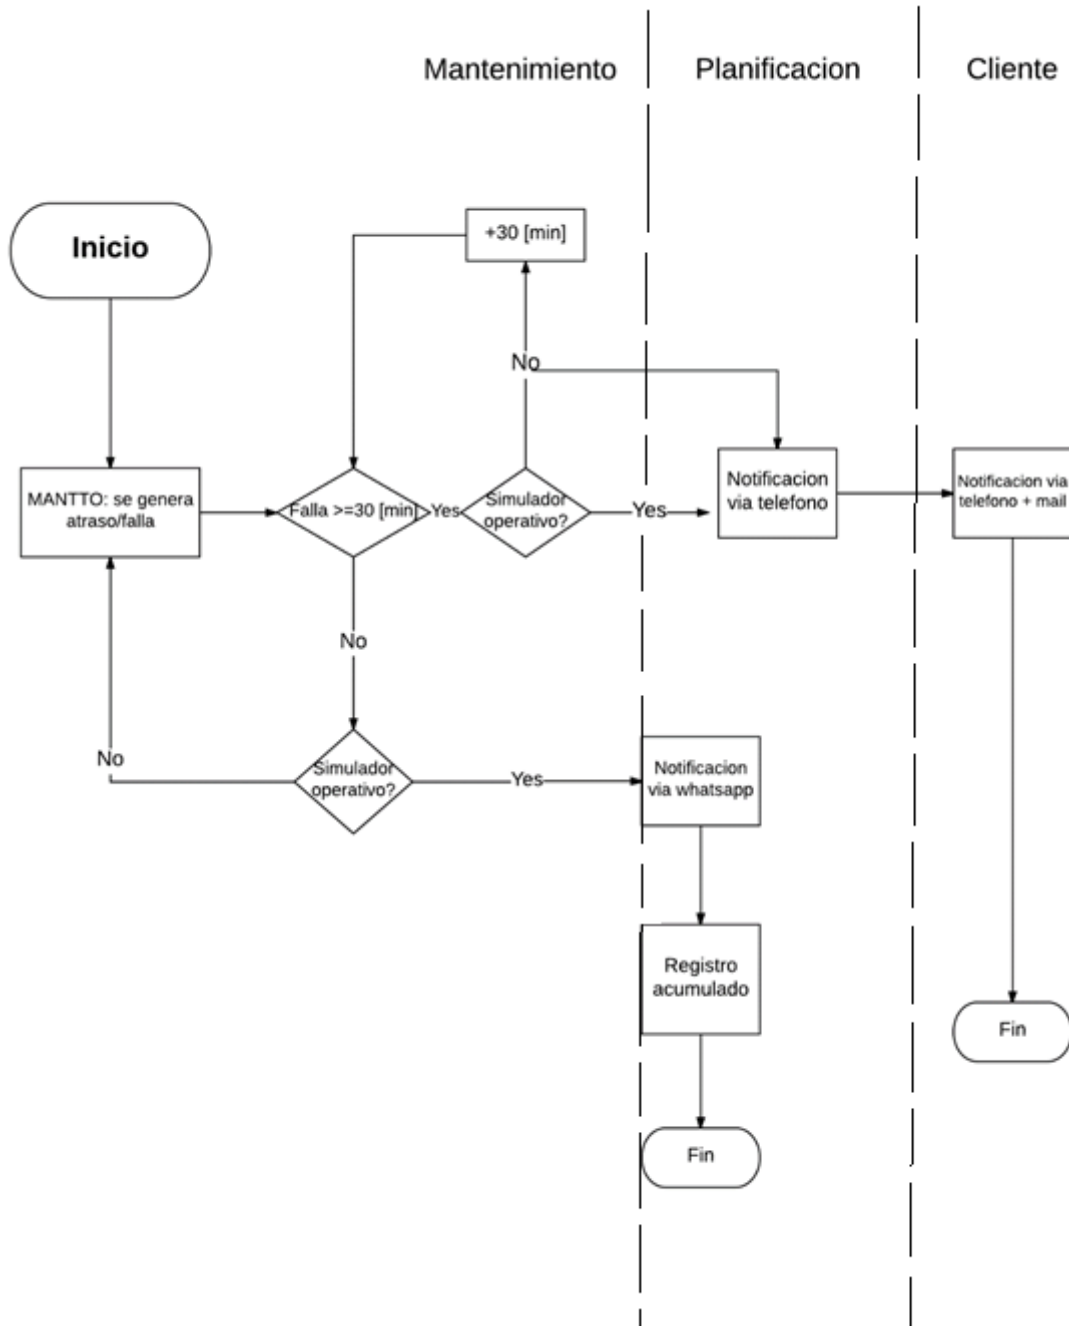 Mantenimiento
Planificacion
Cliente
Inicio
+30 [min]
No
MANTTO: se genera
atraso/falla
Falla >=30 [min]
Yes
Simulador
operativo?
Yes
Notificacion
via telefono
Notificacion via
telefono + mail
No
No
Simulador
operativo?
Yes
Notificacion
via whatsapp
Registro
acumulado
Fin
Fin